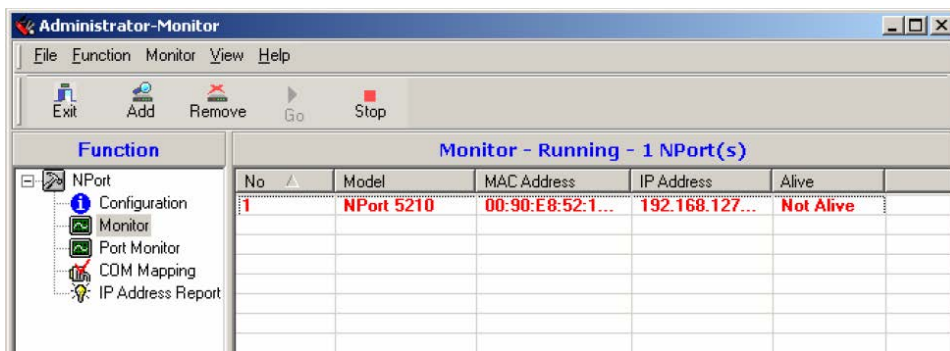 Administrator-Monitor
File Function Monitor View Help
Exit Add Remove Go Stop
Function
Monitor - Running - 1 NPort(s)
NPort
Configuration
Monitor
Port Monitor
COM Mapping
IP Address Report
No Model MAC Address IP Address Alive
1 NPort 5210 00:90:E8:52:1... 192.168.127... Not Alive